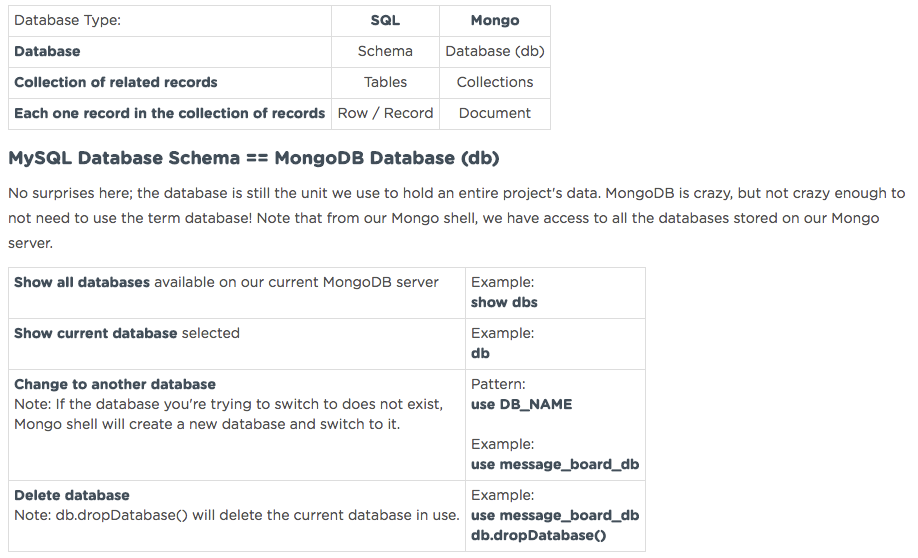 Database Type: SQL Mongo
Database Schema Database (db)
Collection of related records Tables Collections
Each one record in the collection of records Row / Record Document
MySQL Database Schema == MongoDB Database (db)
No surprises here; the database is still the unit we use to hold an entire project's data. MongoDB is crazy, but not crazy enough to
not need to use the term database! Note that from our Mongo shell, we have access to all the databases stored on our Mongo
server.
Show all databases available on our current MongoDB server
Example:
show dbs
Show current database selected
Example:
db
Change to another database
Note: If the database you're trying to switch to does not exist,
Mongo shell will create a new database and switch to it.
Pattern:
use DB_NAME
Example:
use message_board_db
Delete database
Note: db.dropDatabase() will delete the current database in use.
Example:
use message_board_db
db.dropDatabase()